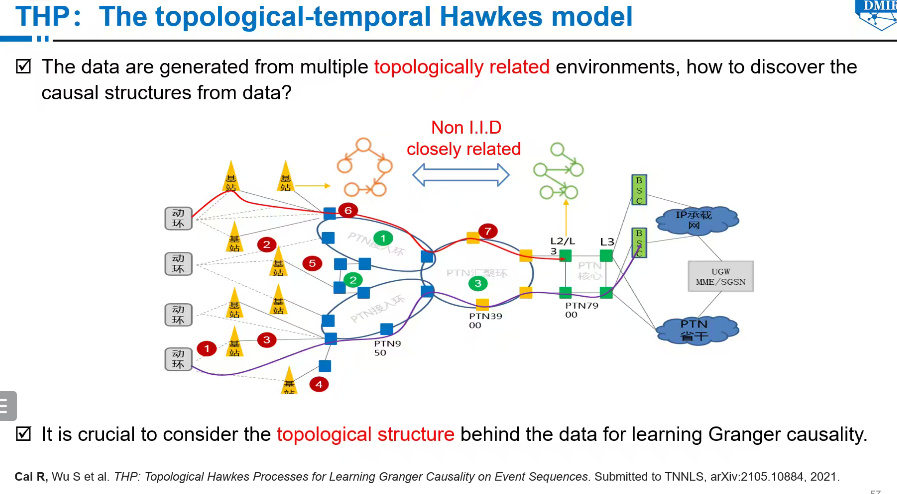 THP: The topological-temporal Hawkes model
DMIR
☑ The data are generated from multiple topologically related environments, how to discover the
causal structures from data?
Non I.I.D
closely related
基站
基站
B
S
C
动环
6
IP承载
网
基站
2
1
PTN接入环
7
L2/L
3
L3
B
S
C
动环
基站
5
2
PTN汇聚环
3
PTN
核心
UGW
MME/SGSN
动环
基站
基站
PTN接入环
PTN39
00
PTN79
00
PTN
省干
动环
1
基站
3
PTN9
50
基站
4
☑ It is crucial to consider the topological structure behind the data for learning Granger causality.
Cai R, Wu S et al. THP: Topological Hawkes Processes for Learning Granger Causality on Event Sequences. Submitted to TNNLS, arXiv:2105.10884, 2021.